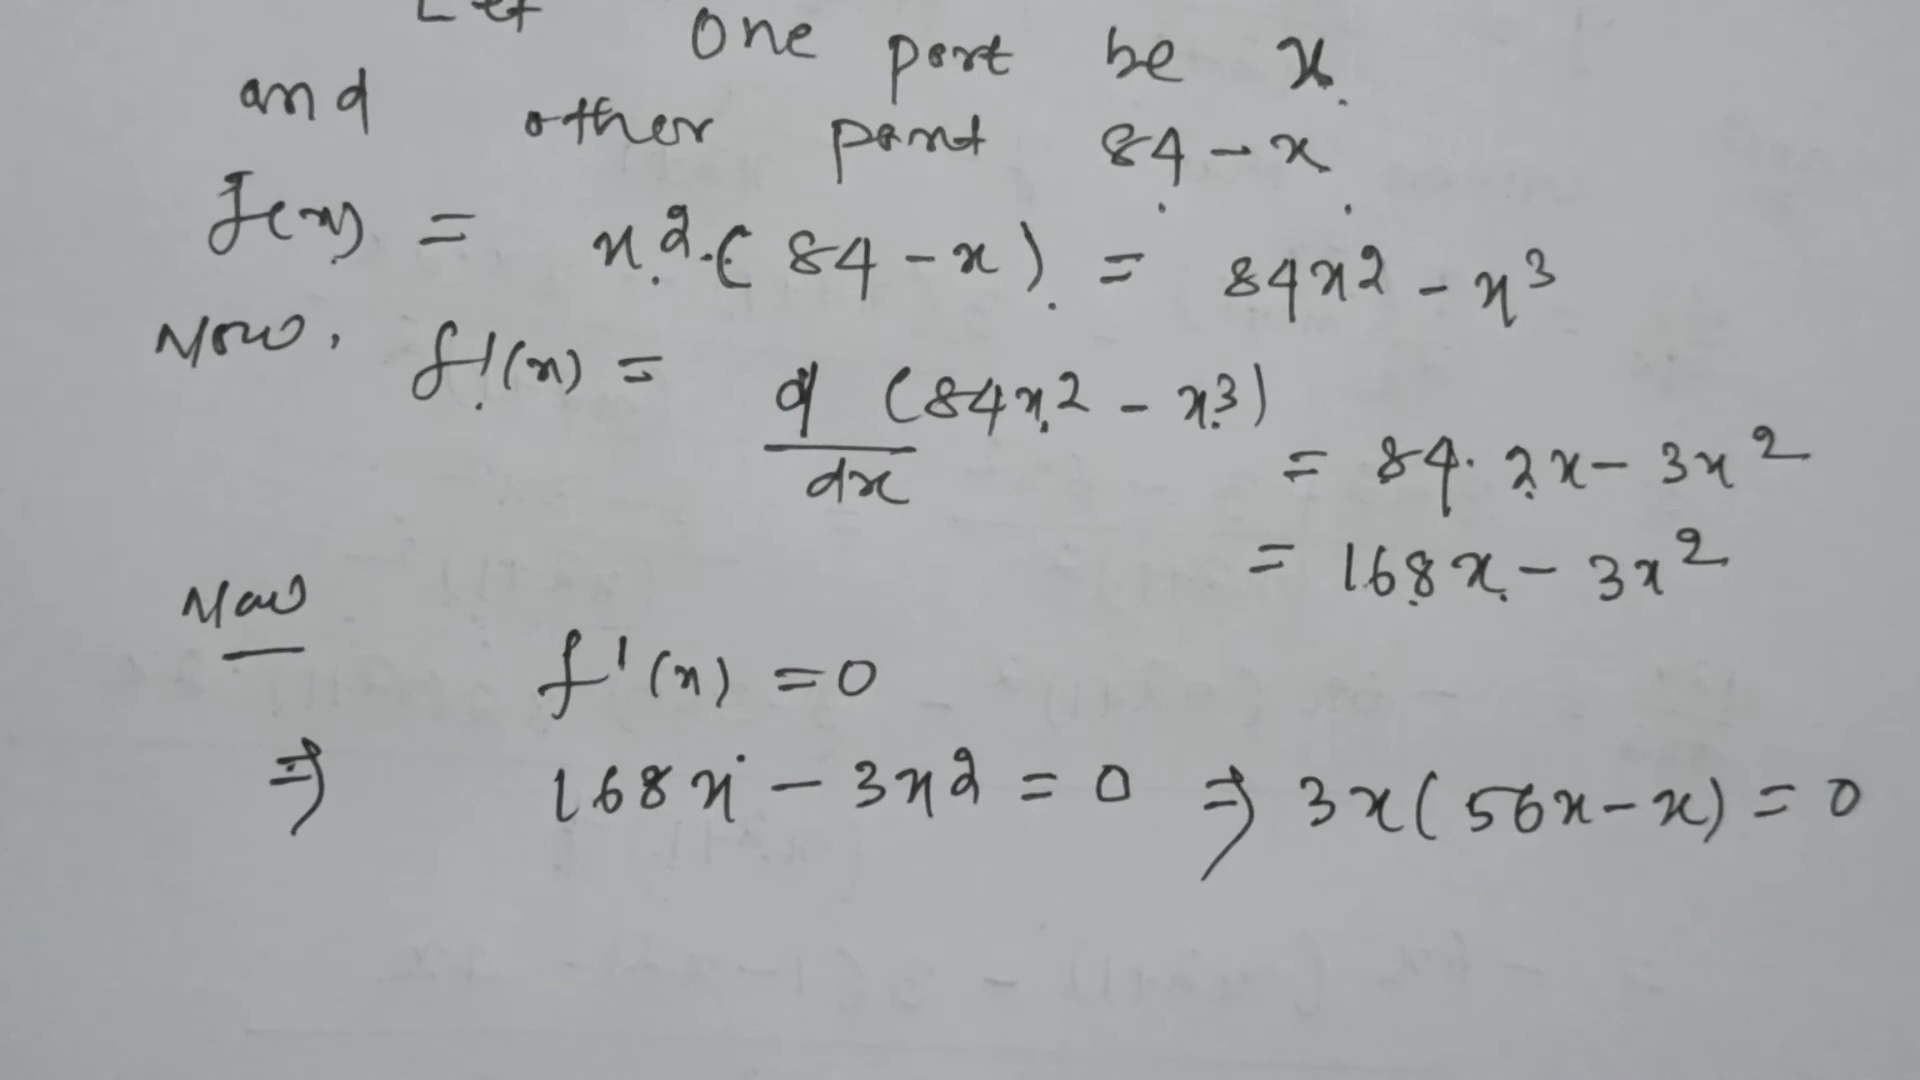 Let one part be x.
and other part 84 - x
f(x) = x². (84 - x) = 84x² - x³
Now, f'(x) = d/dx (84x² - x³)
= 84. 2x - 3x²
= 168x - 3x²
Now
f'(x) = 0
⇒ 168x - 3x² = 0 ⇒ 3x(56x - x) = 0